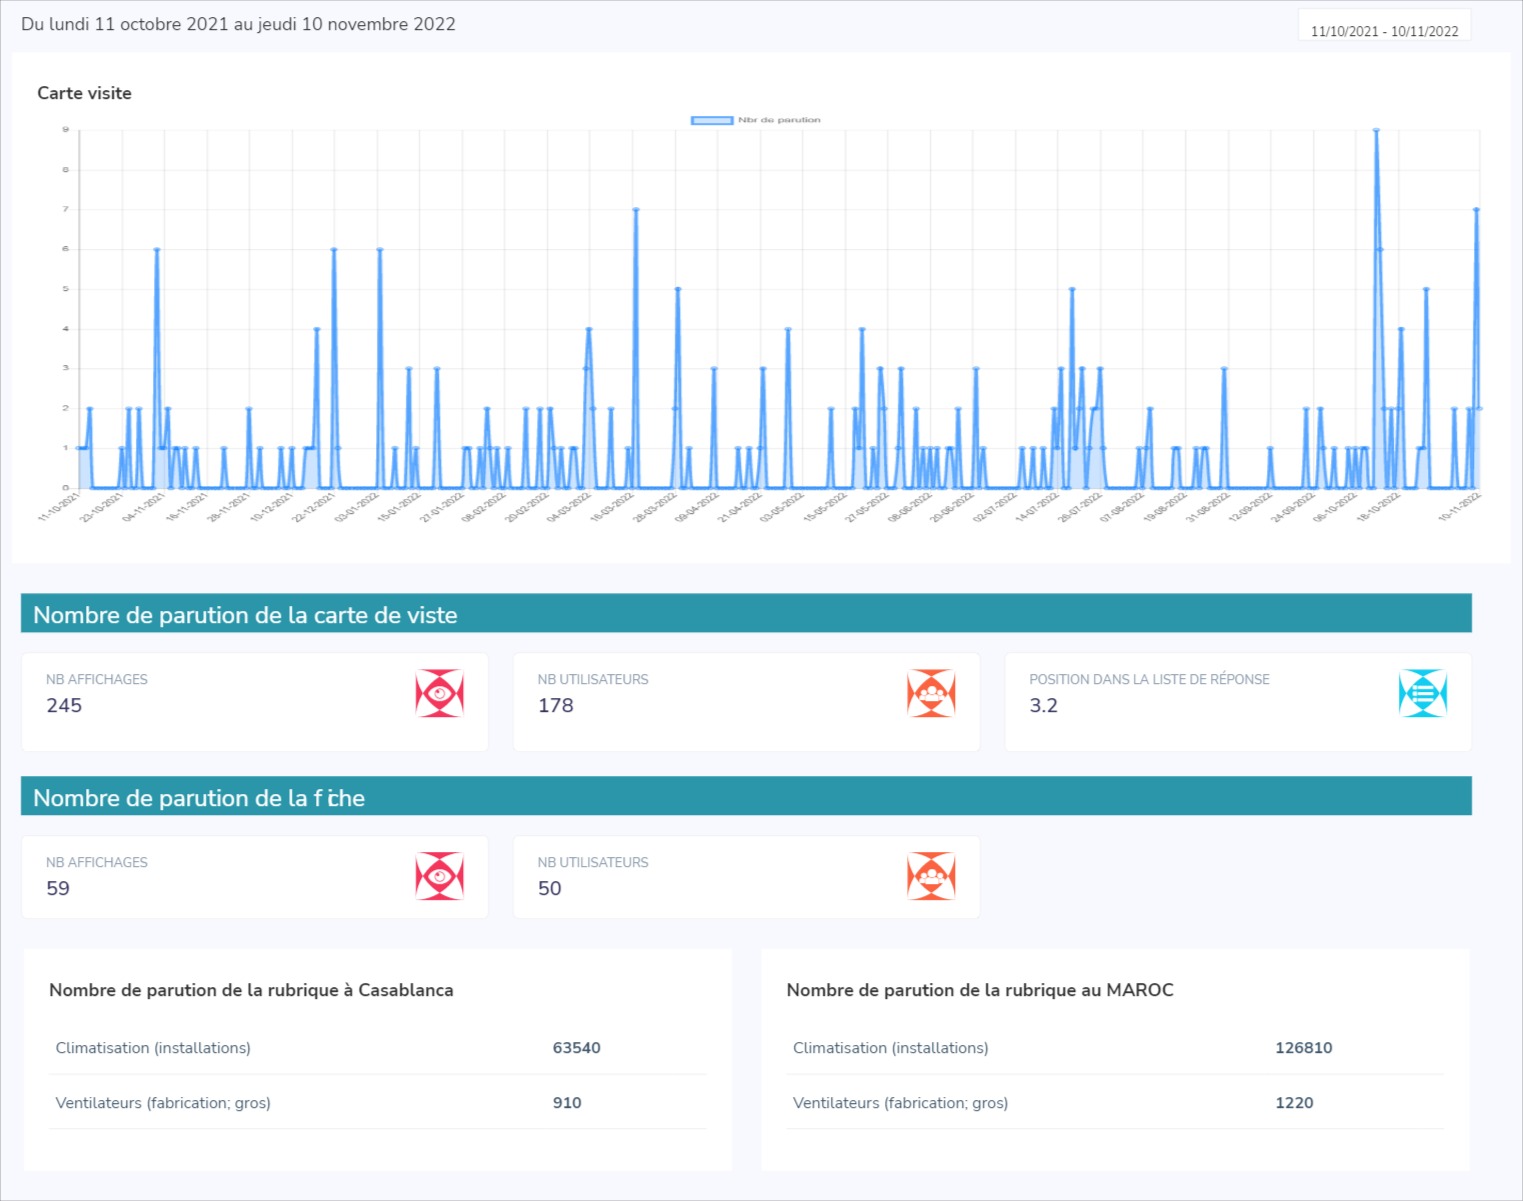 Du lundi 11 octobre 2021 au jeudi 10 novembre 2022
11/10/2021 - 10/11/2022
Carte visite
Nbr de parution
9
8
7
6
5
4
3
2
1
0
11-10-2021
23-10-2021
04-11-2021
16-11-2021
28-11-2021
10-12-2021
22-12-2021
03-01-2022
15-01-2022
27-01-2022
08-02-2022
20-02-2022
04-03-2022
16-03-2022
28-03-2022
09-04-2022
21-04-2022
03-05-2022
15-05-2022
27-05-2022
08-06-2022
20-06-2022
02-07-2022
14-07-2022
26-07-2022
07-08-2022
19-08-2022
31-08-2022
12-09-2022
24-09-2022
06-10-2022
18-10-2022
10-11-2022
Nombre de parution de la carte de viste
NB AFFICHAGES
245
NB UTILISATEURS
178
POSITION DANS LA LISTE DE RÉPONSE
3.2
Nombre de parution de la fiche
NB AFFICHAGES
59
NB UTILISATEURS
50
Nombre de parution de la rubrique à Casablanca
Climatisation (installations) 63540
Ventilateurs (fabrication; gros) 910
Nombre de parution de la rubrique au MAROC
Climatisation (installations) 126810
Ventilateurs (fabrication; gros) 1220